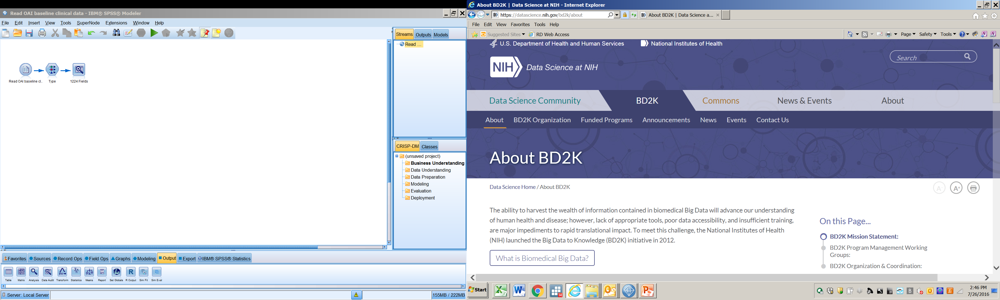 Read OAI baseline clinical data - IBM® SPSS® Modeler
File Edit Insert View Tools SuperNode Extensions Window Help
Streams Outputs Models
Read ...
Read OAI baseline cl.. Type 1224 Fields
CRISP-DM Classes
(unsaved project)
Business Understanding
Data Understanding
Data Preparation
Modeling
Evaluation
Deployment
Favorites Sources Record Ops Field Ops Graphs Modeling Output Export IBM® SPSS® Statistics
Table Matrix Analysis Data Audit Transform Statistics Means Report Set Globals R Output Sim Fit Sim Eval
Server: Local Server 155MB / 222MB
About BD2K | Data Science at NIH - Internet Explorer
https://datascience.nih.gov/bd2k/about About BD2K | Data Science a...
File Edit View Favorites Tools Help
Suggested Sites RD Web Access Page Safety Tools
U.S. Department of Health and Human Services National Institutes of Health
Search
NIH Data Science at NIH
Data Science Community BD2K Commons News & Events About
About BD2K Organization Funded Programs Announcements News Events Contact Us
About BD2K
Data Science Home / About BD2K
A- A+
The ability to harvest the wealth of information contained in biomedical Big Data will advance our understanding
of human health and disease; however, lack of appropriate tools, poor data accessibility, and insufficient training,
are major impediments to rapid translational impact. To meet this challenge, the National Institutes of Health
(NIH) launched the Big Data to Knowledge (BD2K) initiative in 2012.
What is Biomedical Big Data?
On this Page...
BD2K Mission Statement:
BD2K Program Management Working
Groups:
BD2K Organization & Coordination:
Start
14
2:46 PM
7/26/2016